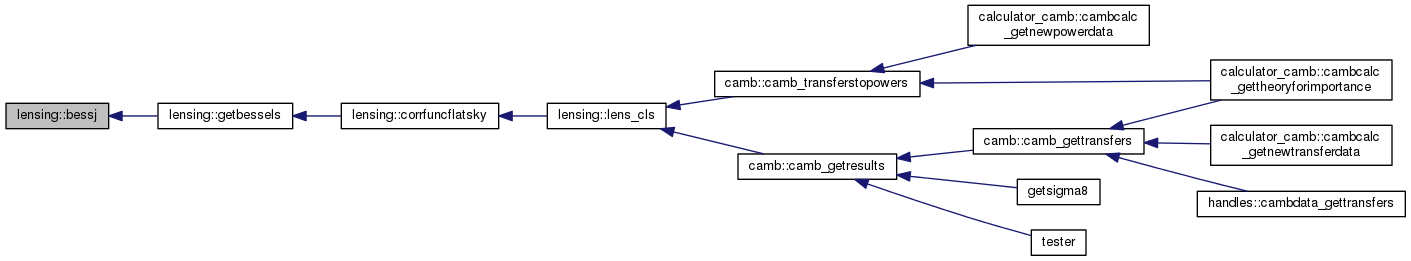 lensing::bessj
lensing::getbessels
lensing::corrfuncflatsky
lensing::lens_cls
camb::camb_transferstopowers
calculator_camb::cambcalc
_getnewpowerdata
calculator_camb::cambcalc
_gettheoryforimportance
camb::camb_getresults
camb::camb_gettransfers
calculator_camb::cambcalc
_getnewtransferdata
handles::cambdata_gettransfers
getsigma8
tester